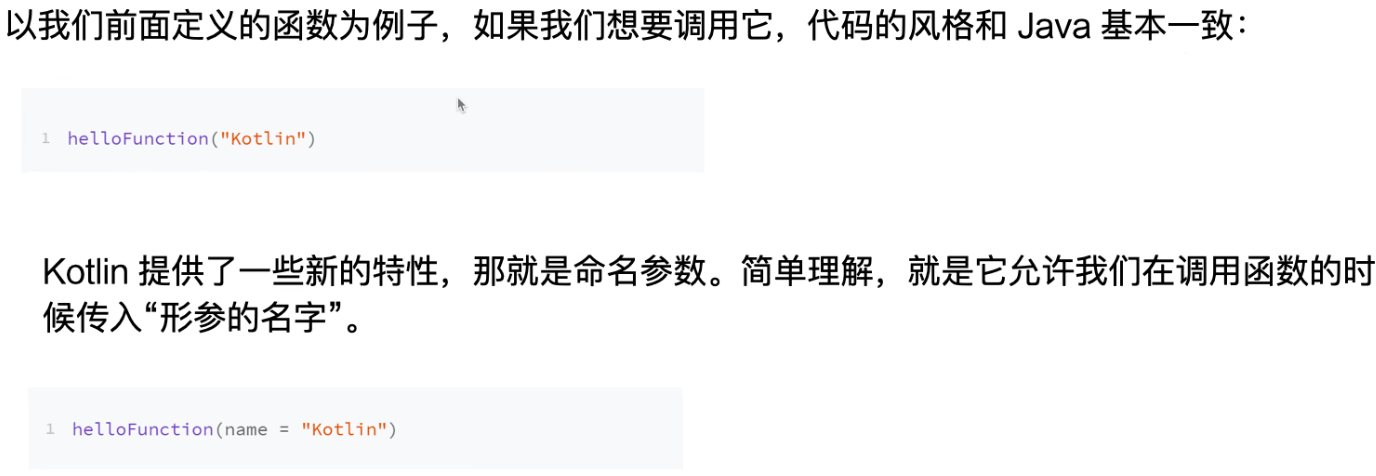 以我们前面定义的函数为例子，如果我们想要调用它，代码的风格和 Java 基本一致：
1 helloFunction("Kotlin")
Kotlin 提供了一些新的特性，那就是命名参数。简单理解，就是它允许我们在调用函数的时
候传入“形参的名字”。
1 helloFunction(name = "Kotlin")